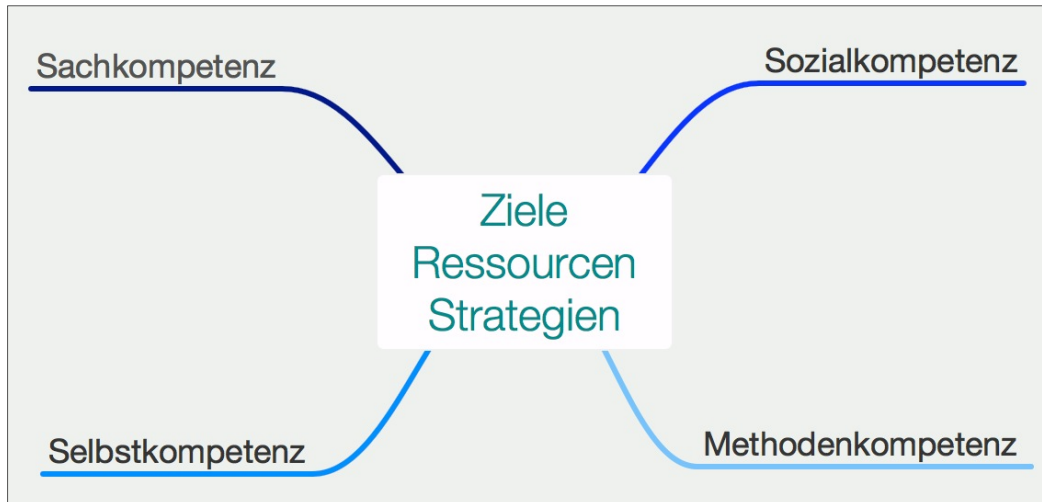 Sachkompetenz
Sozialkompetenz
Ziele
Ressourcen
Strategien
Selbstkompetenz
Methodenkompetenz